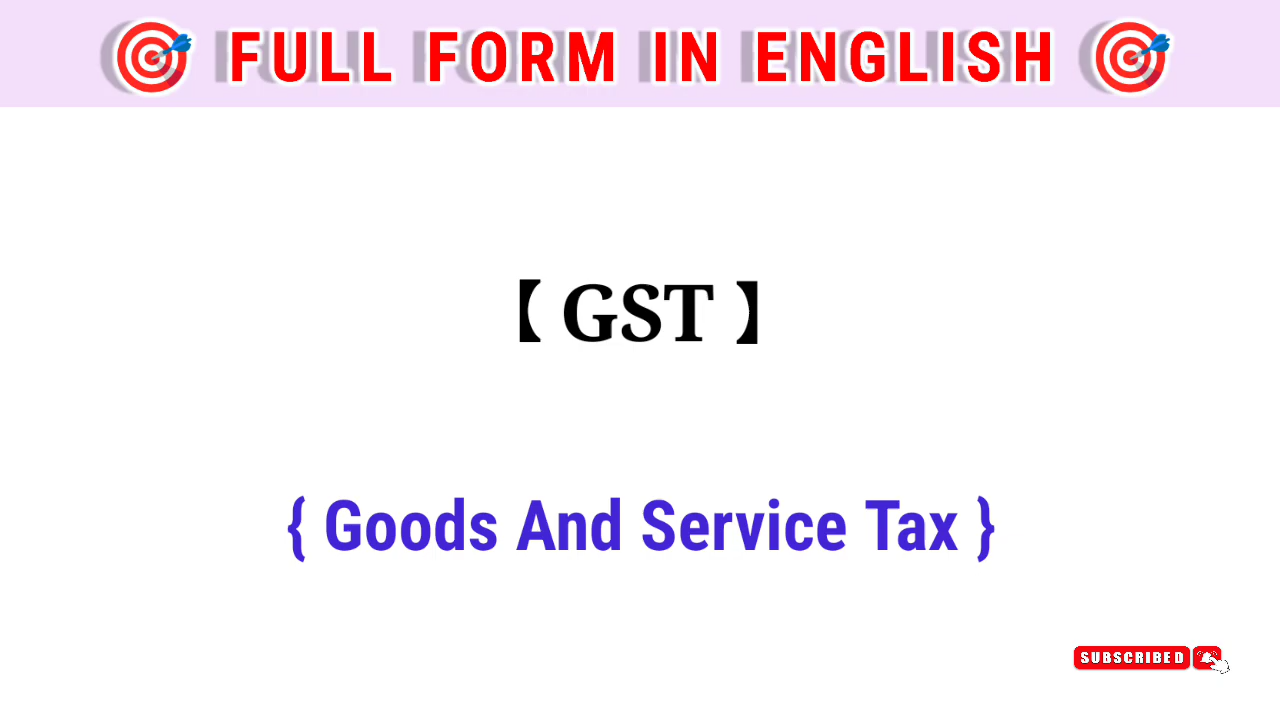 🎯 FULL FORM IN ENGLISH 🎯
【 GST 】
{ Goods And Service Tax }
SUBSCRIBED